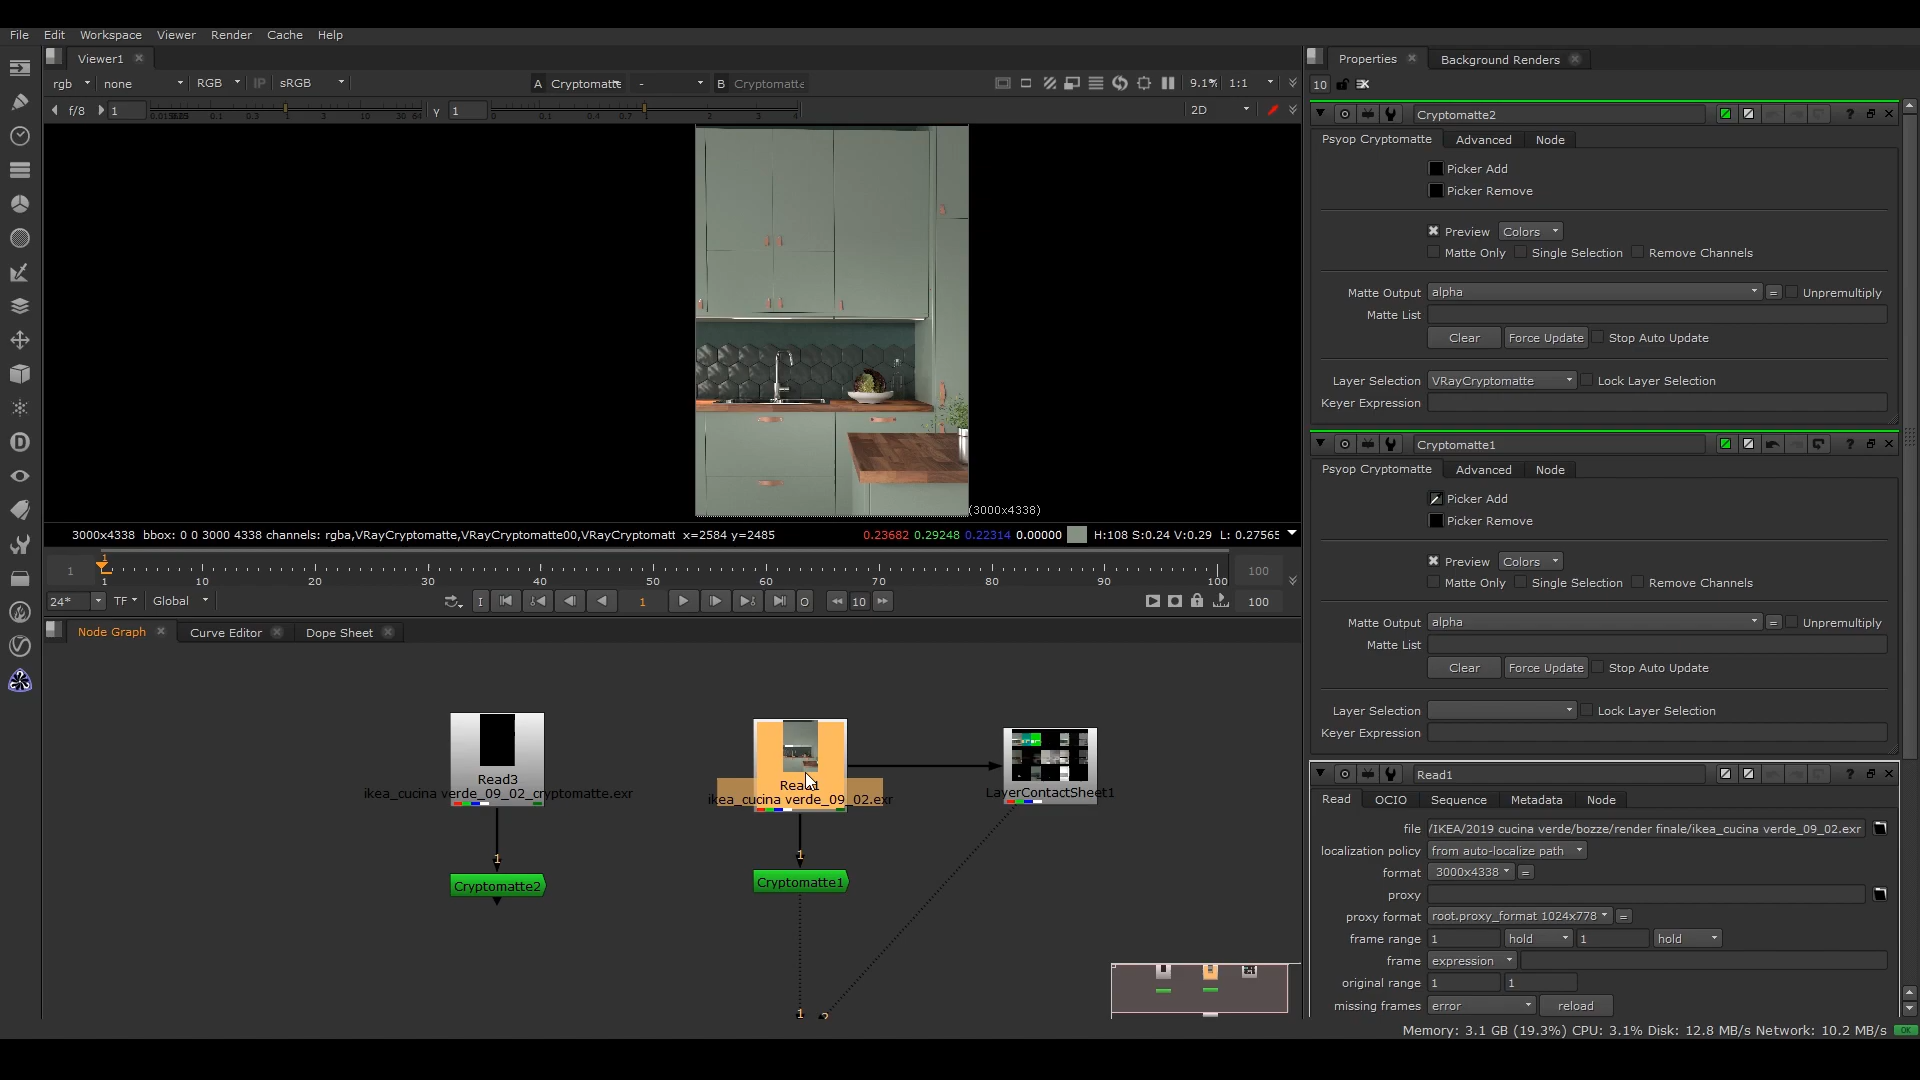 File Edit Workspace Viewer Render Cache Help
Viewer1
Properties
Background Renders
rgb none RGB IP sRGB A Cryptomatte - B Cryptomatte 9.1% 1:1
10
f/8 1 y 1 2D
Cryptomatte2
Psyop Cryptomatte Advanced Node
Picker Add
Picker Remove
Preview Colors
Matte Only Single Selection Remove Channels
Matte Output alpha = Unpremultiply
Matte List
Clear Force Update Stop Auto Update
Layer Selection VRayCryptomatte Lock Layer Selection
Keyer Expression
Cryptomatte1
Psyop Cryptomatte Advanced Node
Picker Add
Picker Remove
Preview Colors
Matte Only Single Selection Remove Channels
Matte Output alpha = Unpremultiply
Matte List
Clear Force Update Stop Auto Update
Layer Selection Lock Layer Selection
Keyer Expression
Read1
Read OCIO Sequence Metadata Node
file /IKEA/2019 cucina verde/bozze/render finale/ikea_cucina verde_09_02.exr
localization policy from auto-localize path
format 3000x4338 =
proxy
proxy format root.proxy_format 1024x778 =
frame range 1 hold 1 hold
frame expression
original range 1 1
missing frames error reload
(3000x4338)
3000x4338 bbox: 0 0 3000 4338 channels: rgba,VRayCryptomatte,VRayCryptomatte00,VRayCryptomatt x=2584 y=2485 0.23682 0.29248 0.22314 0.00000 H:108 S:0.24 V:0.29 L: 0.27565
1
1 1 10 20 30 40 50 60 70 80 90 100 100
24* TF Global I 1 O 10 100
Node Graph Curve Editor Dope Sheet
Read3
ikea_cucina verde_09_02_cryptomatte.exr
1
Cryptomatte2
Read1
ikea_cucina verde_09_02.exr
1
Cryptomatte1
LayerContactSheet1
1 2
Memory: 3.1 GB (19.3%) CPU: 3.1% Disk: 12.8 MB/s Network: 10.2 MB/s OK